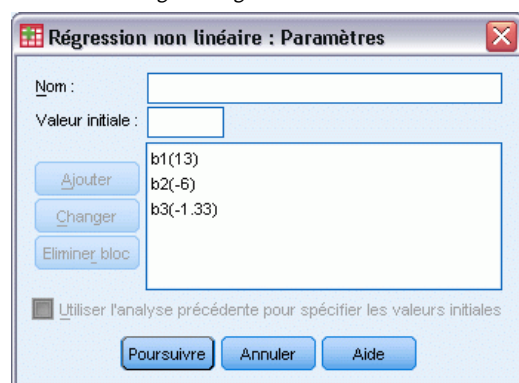 Régression non linéaire : Paramètres
Nom :
Valeur initiale :
b1(13)
b2(-6)
b3(-1.33)
Ajouter
Changer
Eliminer bloc
Utiliser l'analyse précédente pour spécifier les valeurs initiales
Poursuivre Annuler Aide